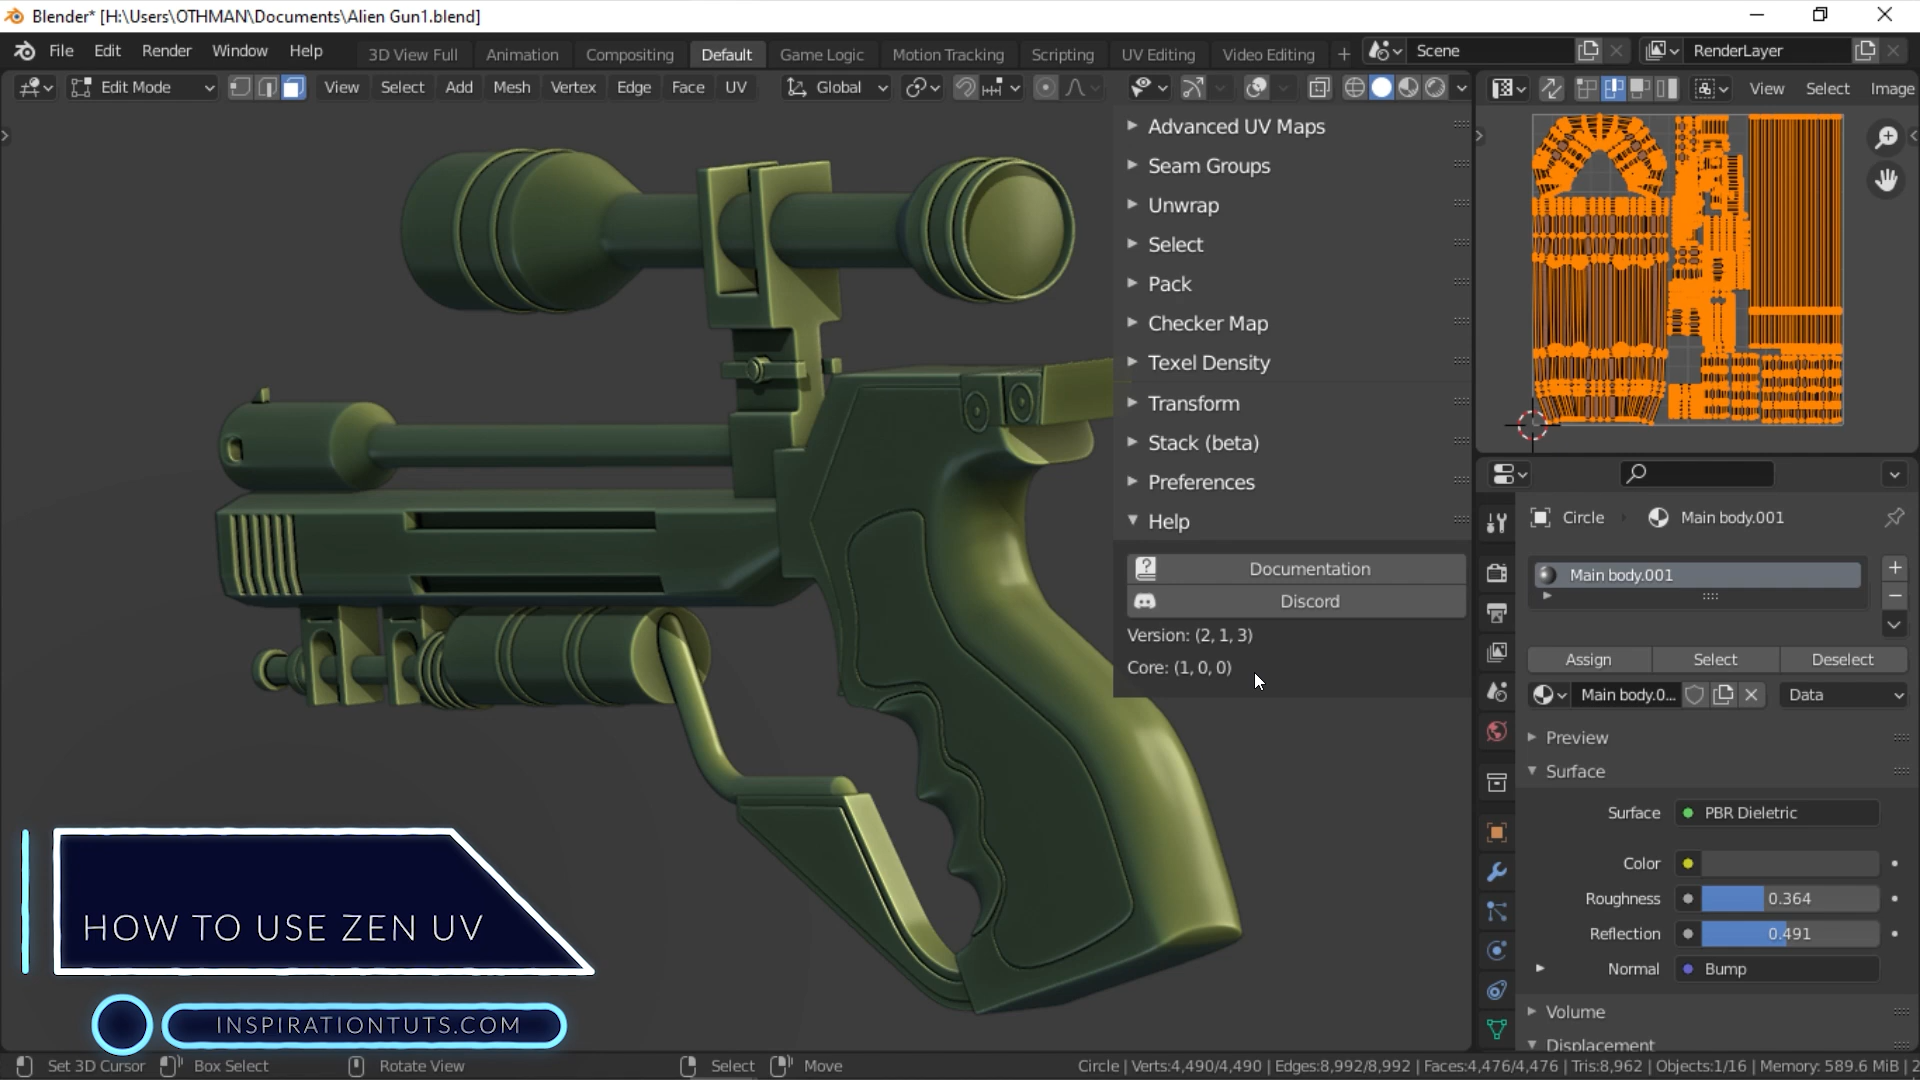 Blender* [H:\Users\OTHMAN\Documents\Alien Gun1.blend]
File Edit Render Window Help 3D View Full Animation Compositing Default Game Logic Motion Tracking Scripting UV Editing Video Editing + Scene RenderLayer
Edit Mode View Select Add Mesh Vertex Edge Face UV Global View Select Image
Advanced UV Maps
Seam Groups
Unwrap
Select
Pack
Checker Map
Texel Density
Transform
Stack (beta)
Preferences
Help
Documentation
Discord
Version: (2, 1, 3)
Core: (1, 0, 0)
Circle Main body.001
Main body.001
Assign Select Deselect
Main body.0... Data
Preview
Surface
Surface PBR Dieletric
Color
Roughness 0.364
Reflection 0.491
Normal Bump
Volume
Displacement
HOW TO USE ZEN UV
INSPIRATIONTUTS.COM
Set 3D Cursor Box Select Rotate View Select Move Circle | Verts:4,490/4,490 | Edges:8,992/8,992 | Faces:4,476/4,476 | Tris:8,962 | Objects:1/16 | Memory: 589.6 MiB | 2